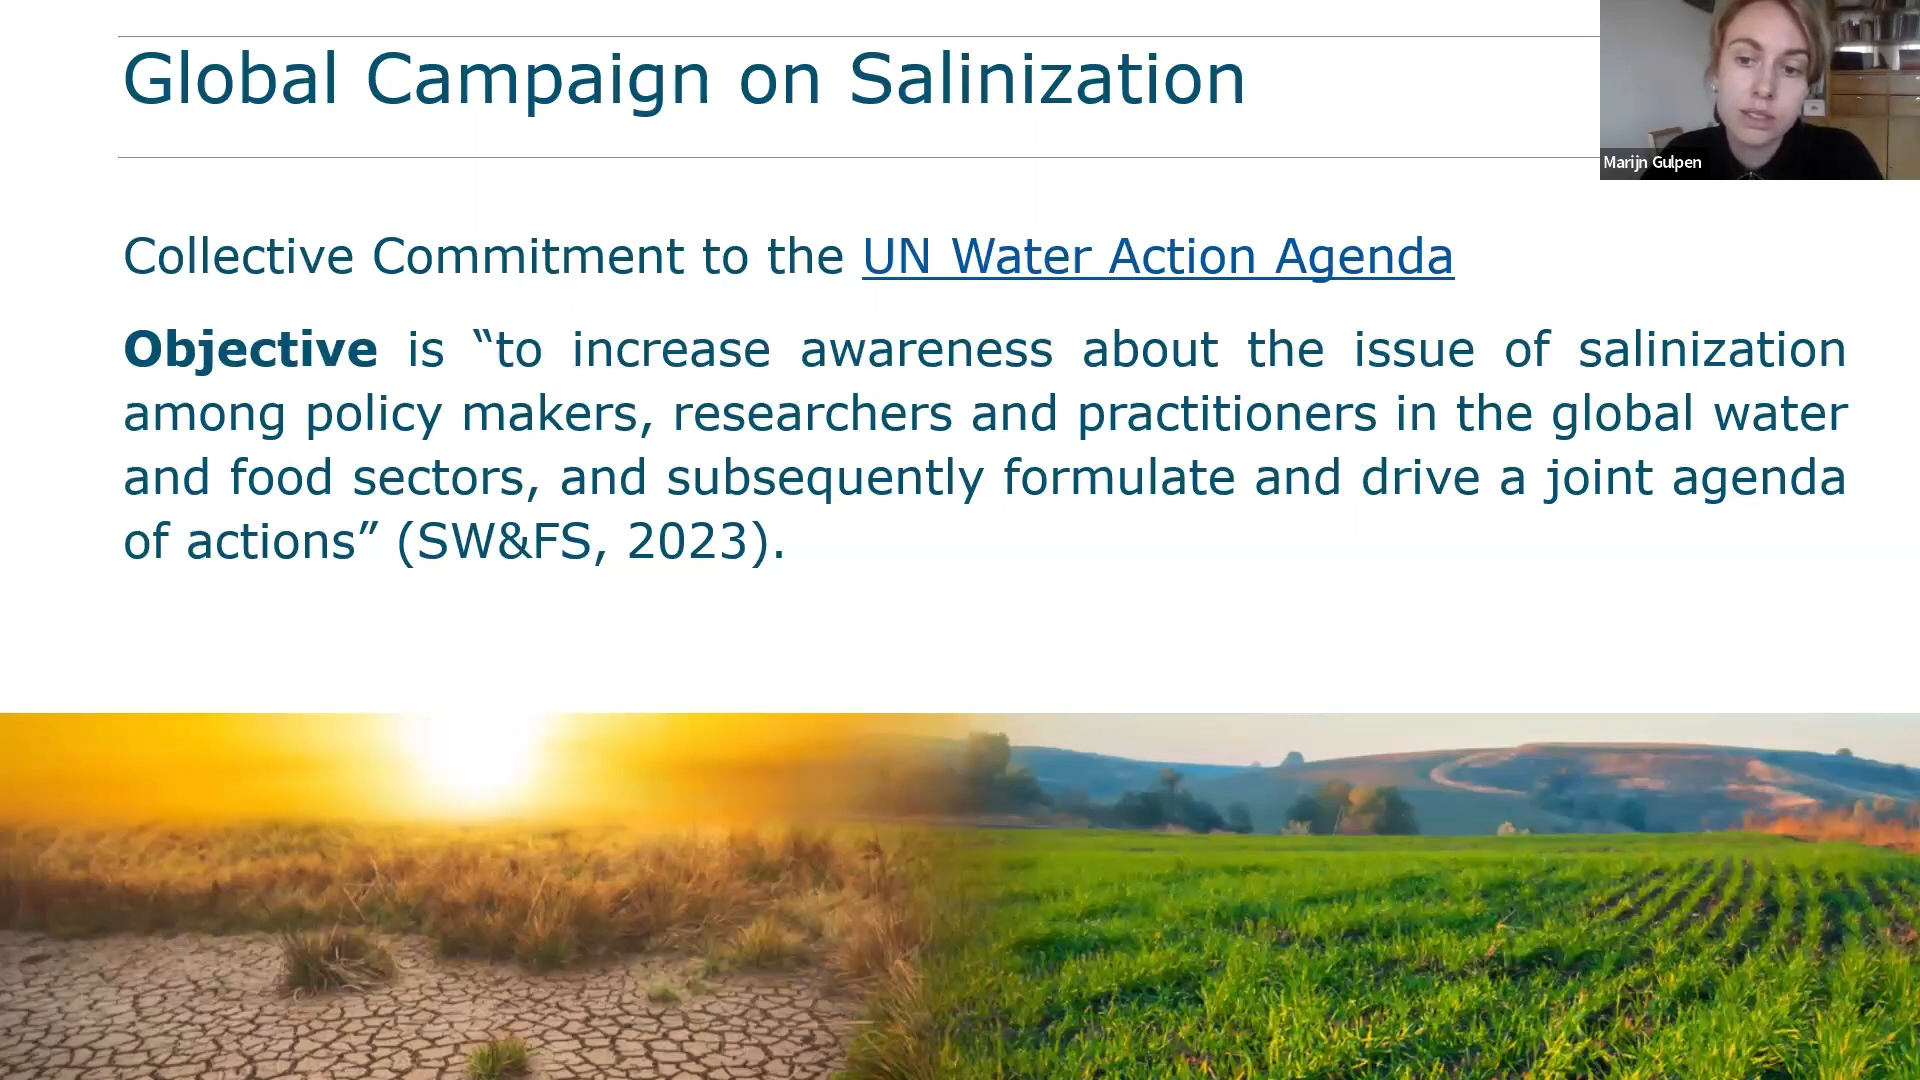 Global Campaign on Salinization
Marijn Gulpen
Collective Commitment to the UN Water Action Agenda
Objective is “to increase awareness about the issue of salinization
among policy makers, researchers and practitioners in the global water
and food sectors, and subsequently formulate and drive a joint agenda
of actions” (SW&FS, 2023).